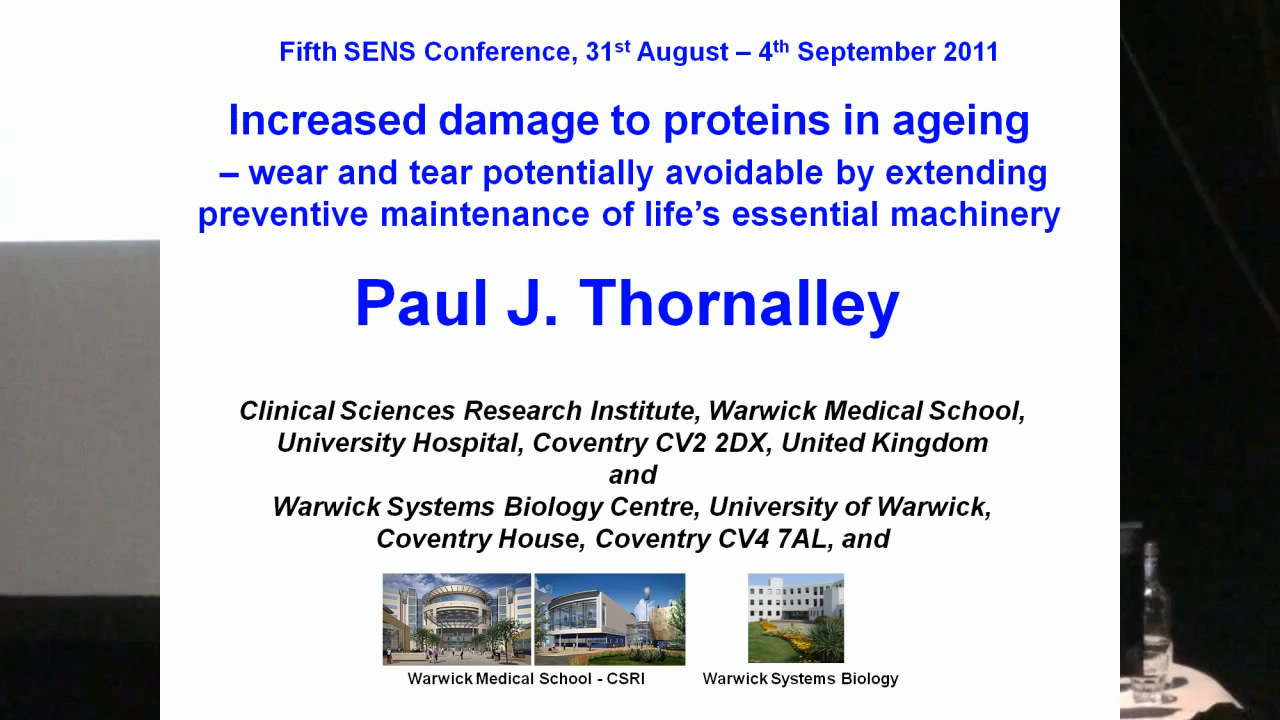 Fifth SENS Conference, 31st August – 4th September 2011
Increased damage to proteins in ageing
– wear and tear potentially avoidable by extending
preventive maintenance of life’s essential machinery
Paul J. Thornalley
Clinical Sciences Research Institute, Warwick Medical School,
University Hospital, Coventry CV2 2DX, United Kingdom
and
Warwick Systems Biology Centre, University of Warwick,
Coventry House, Coventry CV4 7AL, and
Warwick Medical School - CSRI
Warwick Systems Biology